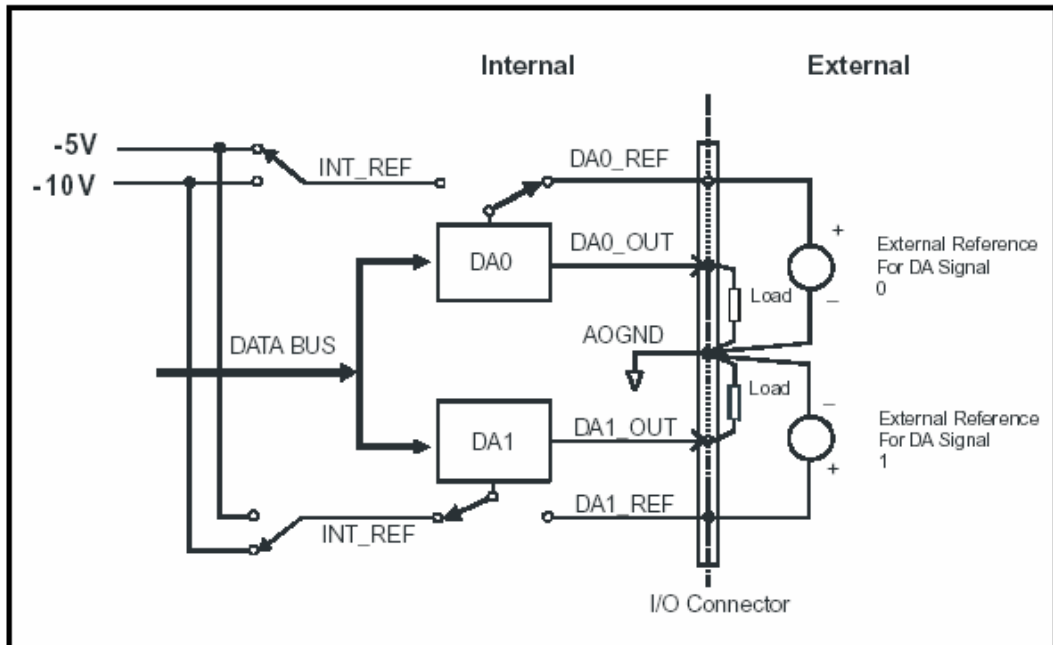 Internal
External
-5V
-10V
INT_REF
DA0_REF
DA0
DA0_OUT
Load
+
–
External Reference
For DA Signal
0
AOGND
DATA BUS
Load
DA1
DA1_OUT
–
+
External Reference
For DA Signal
1
INT_REF
DA1_REF
I/O Connector